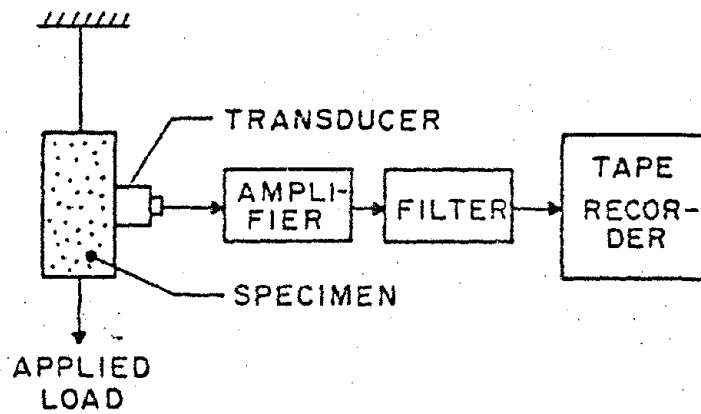 TRANSDUCER
AMPLI-
FIER
FILTER
TAPE
RECOR-
DER
SPECIMEN
APPLIED
LOAD